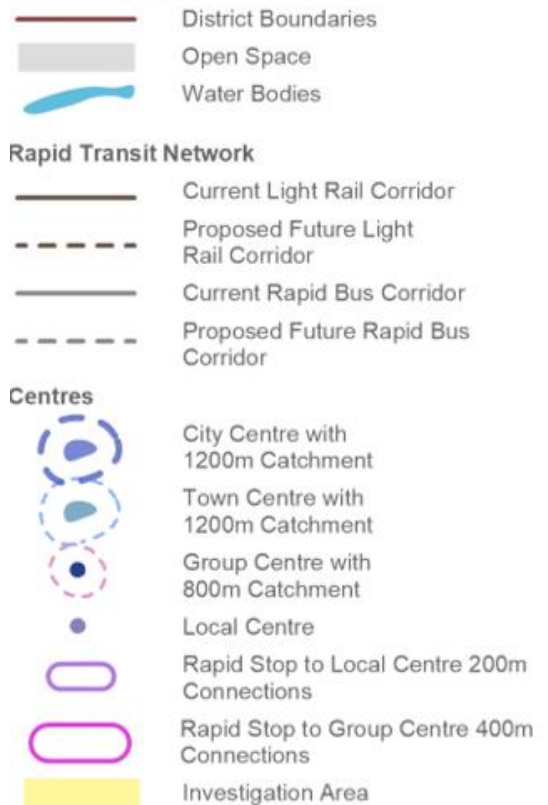 District Boundaries
Open Space
Water Bodies
Rapid Transit Network
Current Light Rail Corridor
Proposed Future Light
Rail Corridor
Current Rapid Bus Corridor
Proposed Future Rapid Bus
Corridor
Centres
City Centre with
1200m Catchment
Town Centre with
1200m Catchment
Group Centre with
800m Catchment
Local Centre
Rapid Stop to Local Centre 200m
Connections
Rapid Stop to Group Centre 400m
Connections
Investigation Area